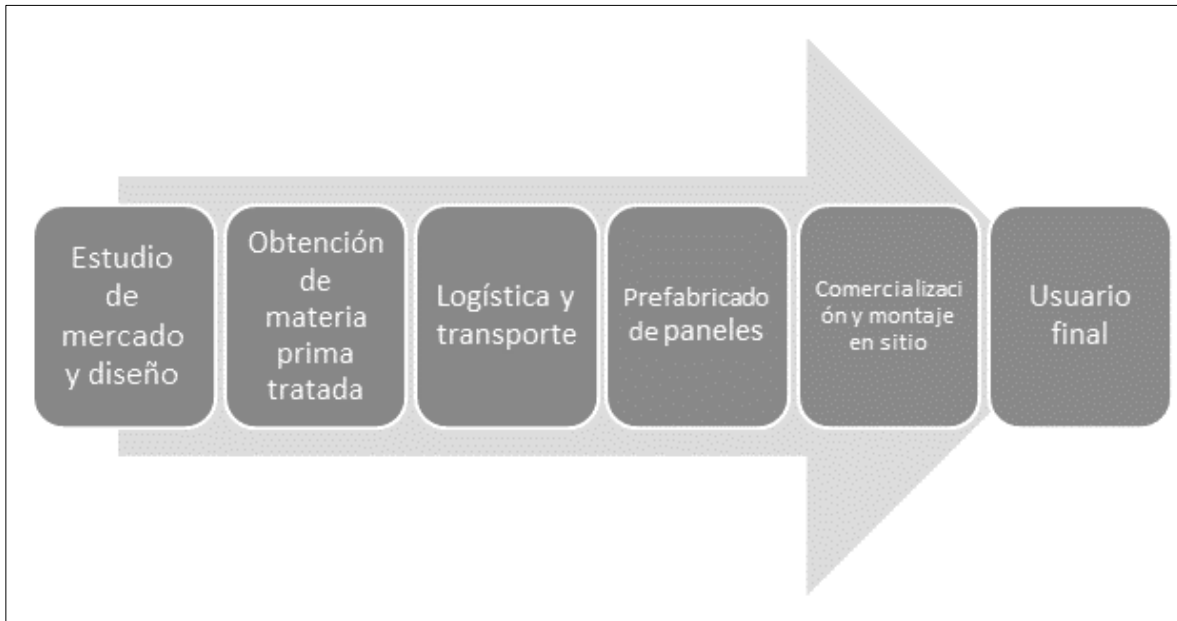 Estudio
de
mercado
y diseño
Obtención
de
materia
prima
tratada
Logística y
transporte
Prefabricado
de paneles
Comercializaci
ón y montaje
en sitio
Usuario
final